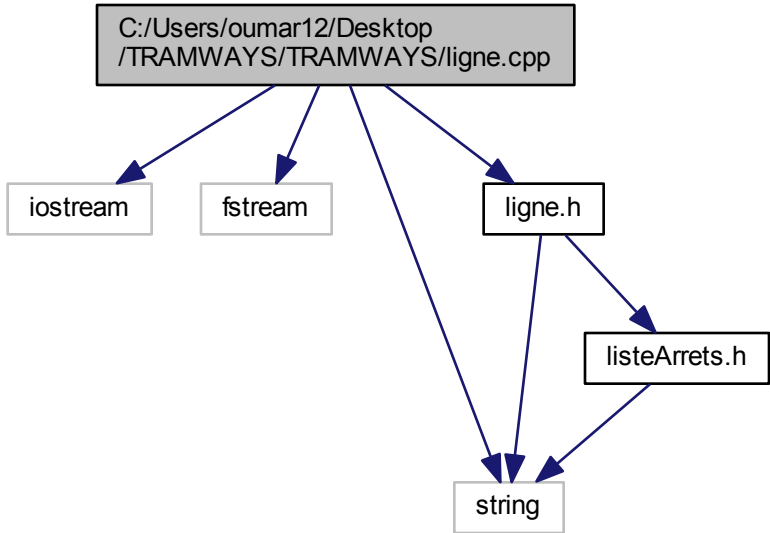 C:/Users/oumar12/Desktop
/TRAMWAYS/TRAMWAYS/ligne.cpp
iostream
fstream
ligne.h
listeArrets.h
string